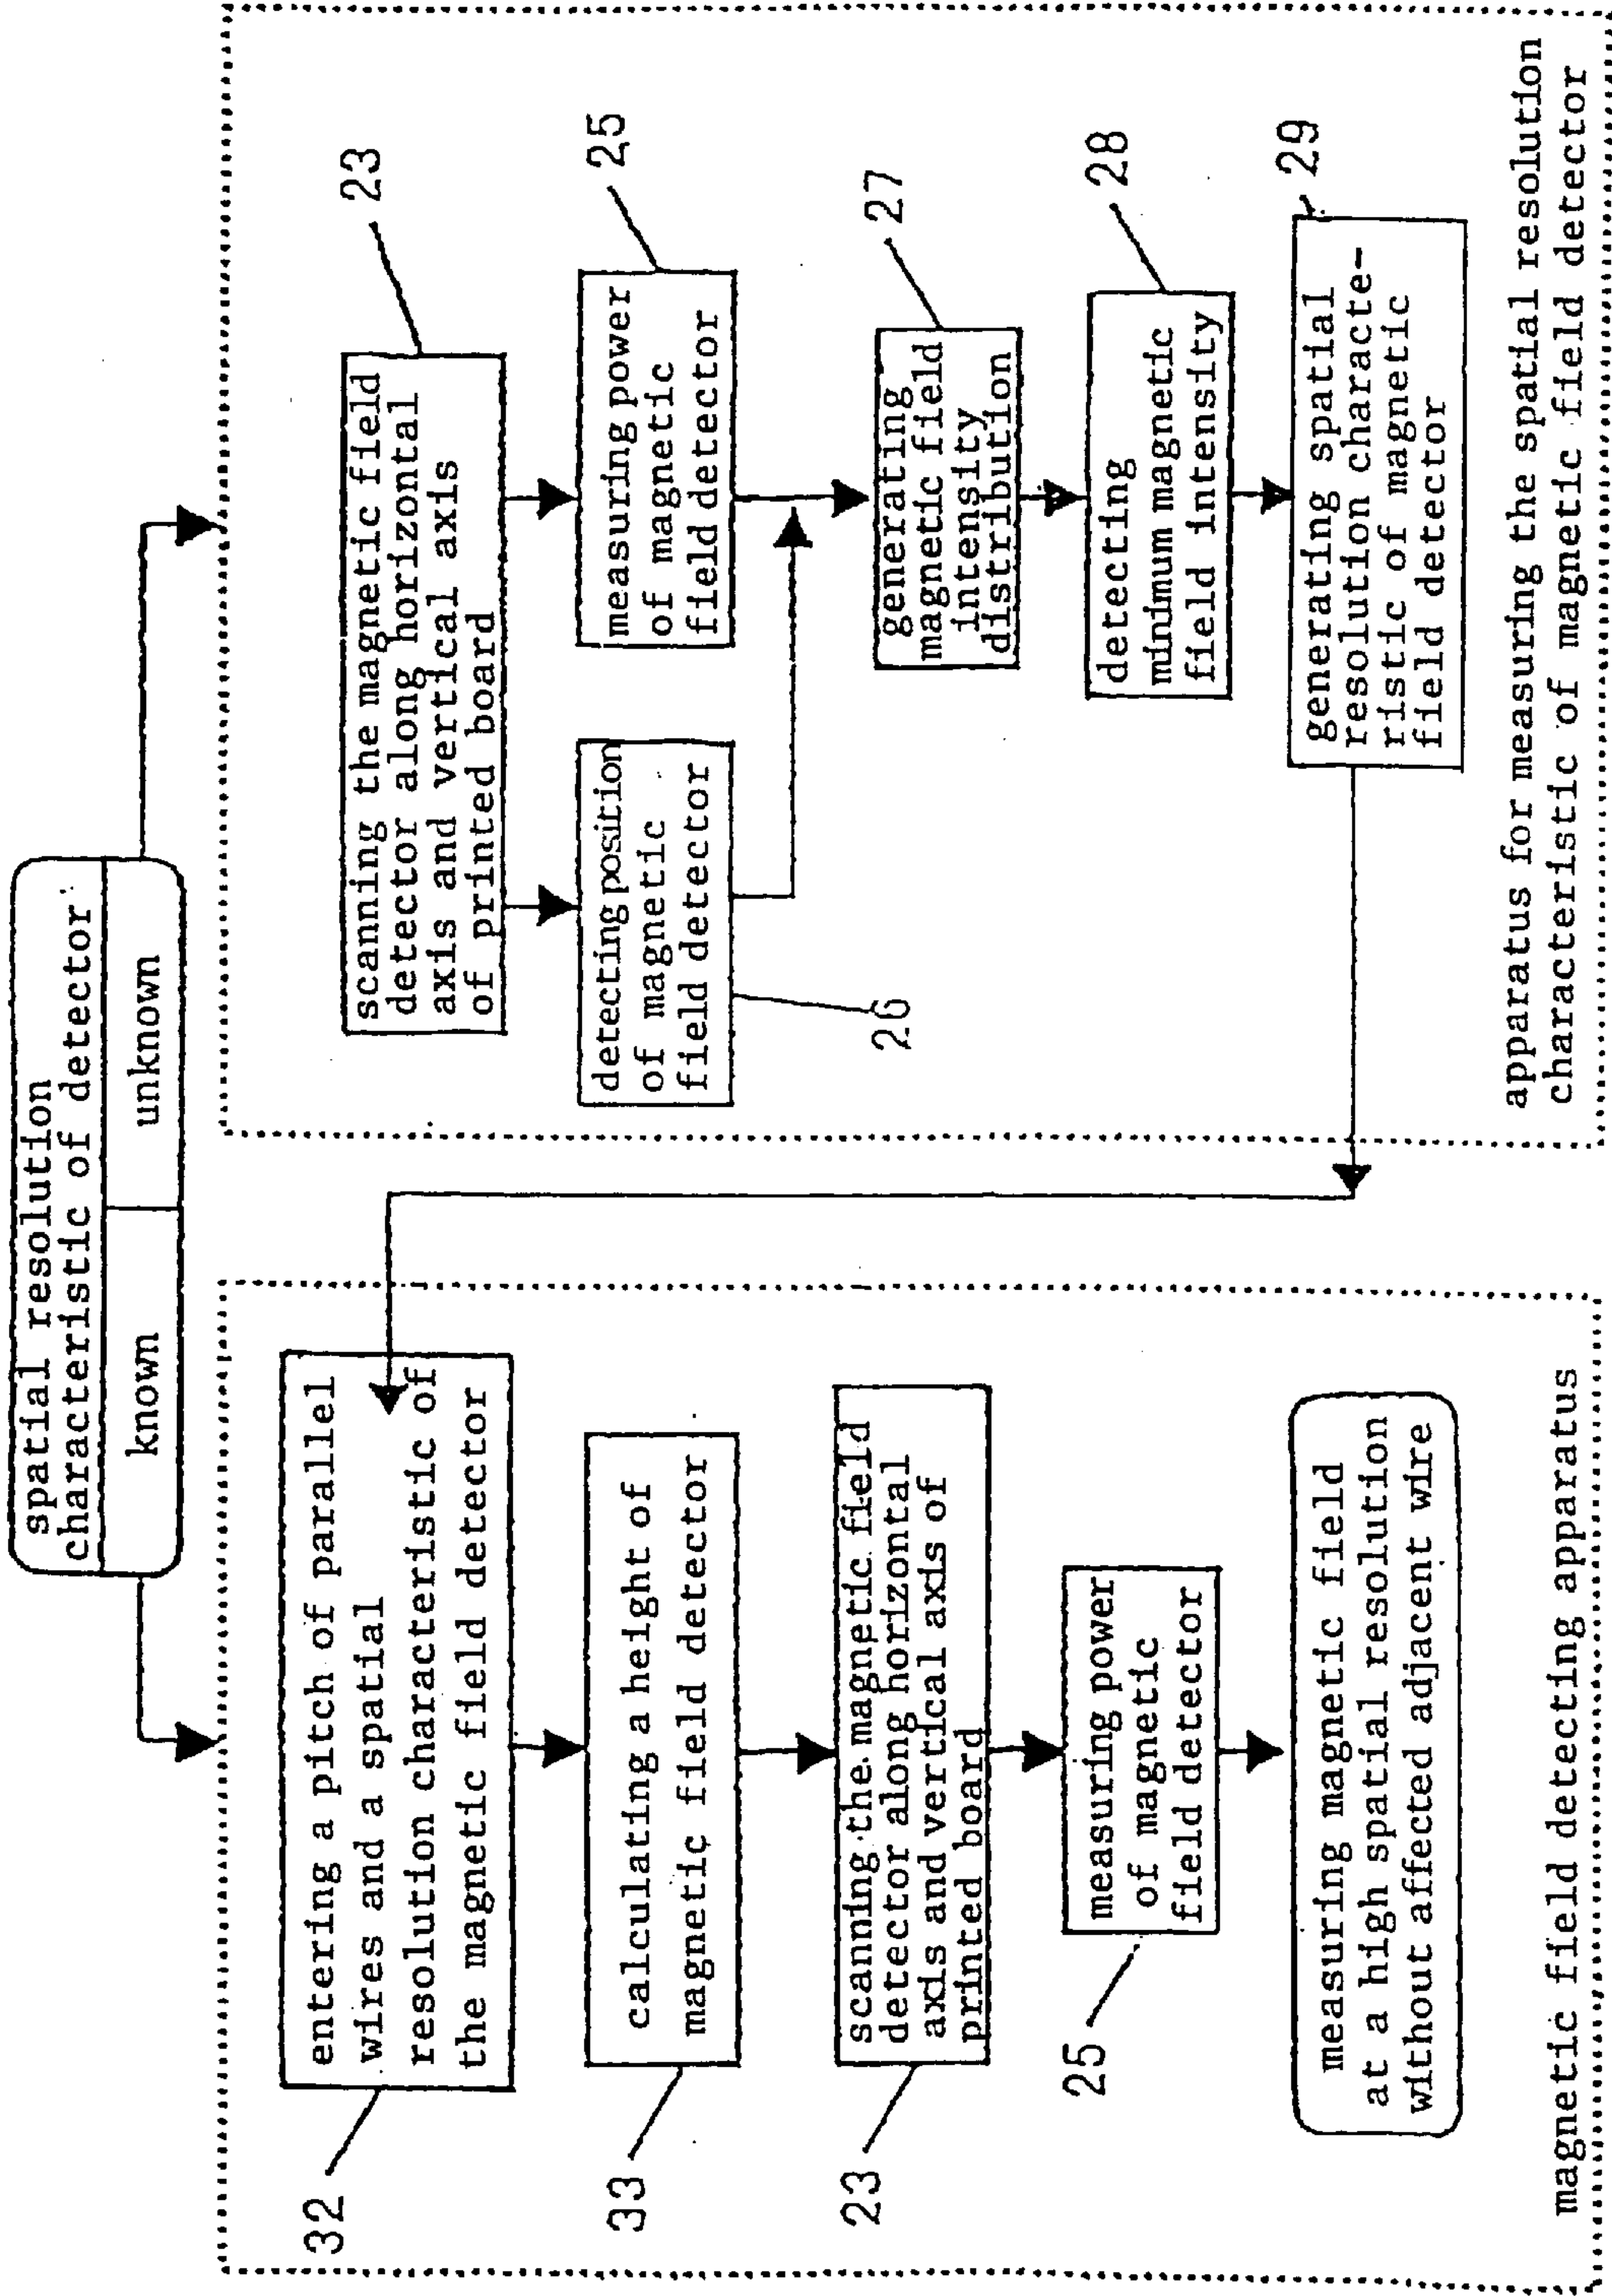 spatial resolution
characteristic of detector
known
unknown
32
entering a pitch of parallel
wires and a spatial
resolution characteristic of
the magnetic field detector
33
calculating a height of
magnetic field detector
23
scanning the magnetic field
detector along horizontal
axis and vertical axis of
printed board
25
measuring power
of magnetic
field detector
measuring magnetic field
at a high spatial resolution
without affected adjacent wire
magnetic field detecting apparatus
23
scanning the magnetic field
detector along horizontal
axis and vertical axis
of printed board
detecting position
of magnetic
field detector
26
25
measuring power
of magnetic
field detector
27
generating
magnetic field
intensity
distribution
28
detecting
minimum magnetic
field intensity
29
generating spatial
resolution characte-
ristic of magnetic
field detector
apparatus for measuring the spatial resolution
characteristic of magnetic field detector